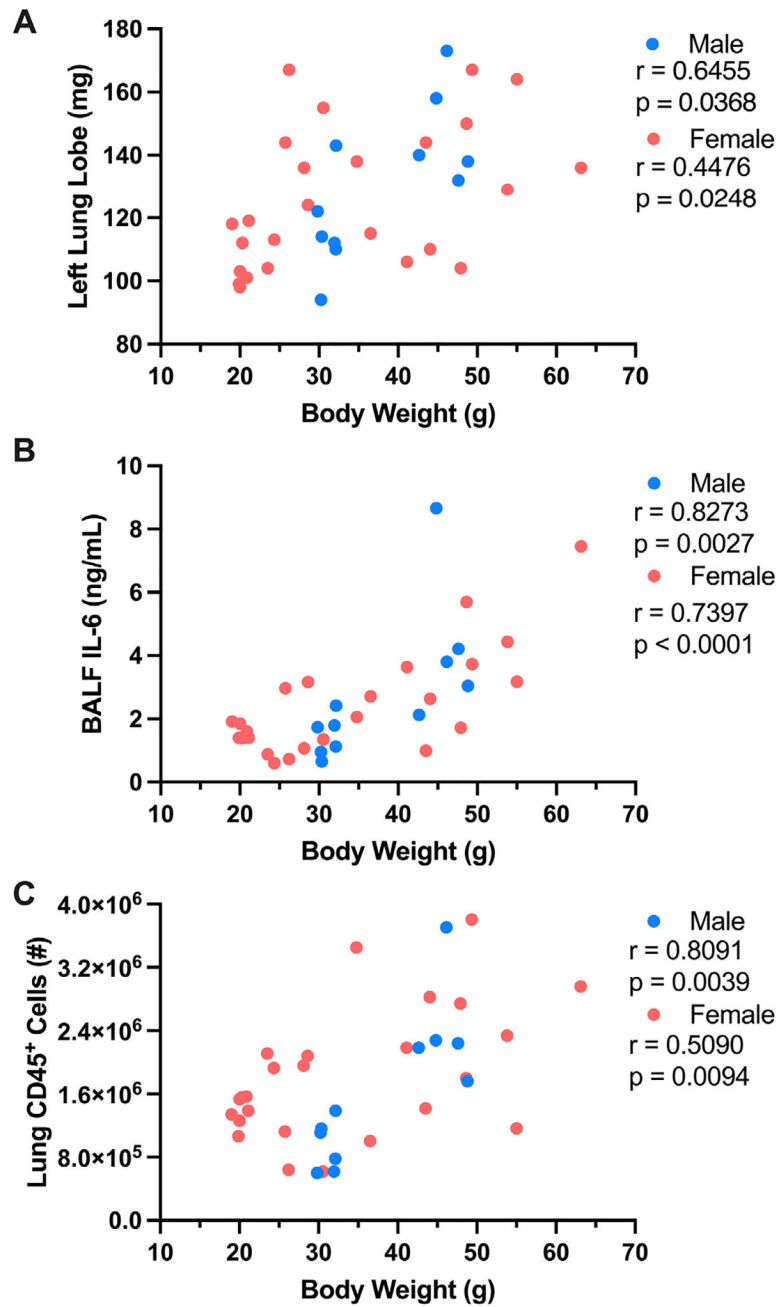 A
180
160
140
120
100
80
Left Lung Lobe (mg)
10 20 30 40 50 60 70
Body Weight (g)
Male
r = 0.6455
p = 0.0368
Female
r = 0.4476
p = 0.0248
B
10
8
6
4
2
0
BALF IL-6 (ng/mL)
10 20 30 40 50 60 70
Body Weight (g)
Male
r = 0.8273
p = 0.0027
Female
r = 0.7397
p < 0.0001
C
4.0×10⁶
3.2×10⁶
2.4×10⁶
1.6×10⁶
8.0×10⁵
0.0
Lung CD45⁺ Cells (#)
10 20 30 40 50 60 70
Body Weight (g)
Male
r = 0.8091
p = 0.0039
Female
r = 0.5090
p = 0.0094